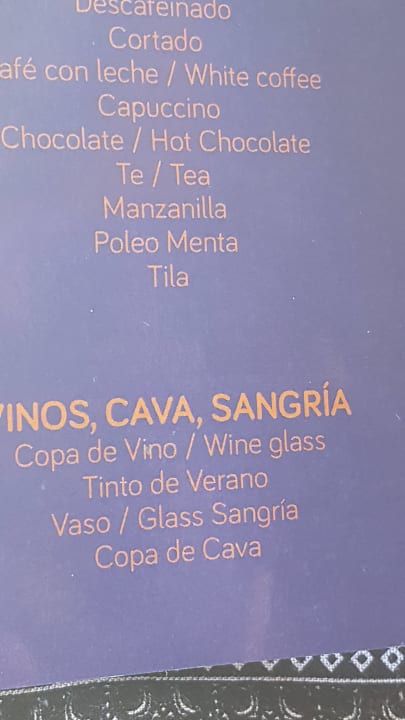 Descafeinado
Cortado
afé con leche / White coffee
Capuccino
Chocolate / Hot Chocolate
Te / Tea
Manzanilla
Poleo Menta
Tila
VINOS, CAVA, SANGRÍA
Copa de Vino / Wine glass
Tinto de Verano
Vaso / Glass Sangría
Copa de Cava